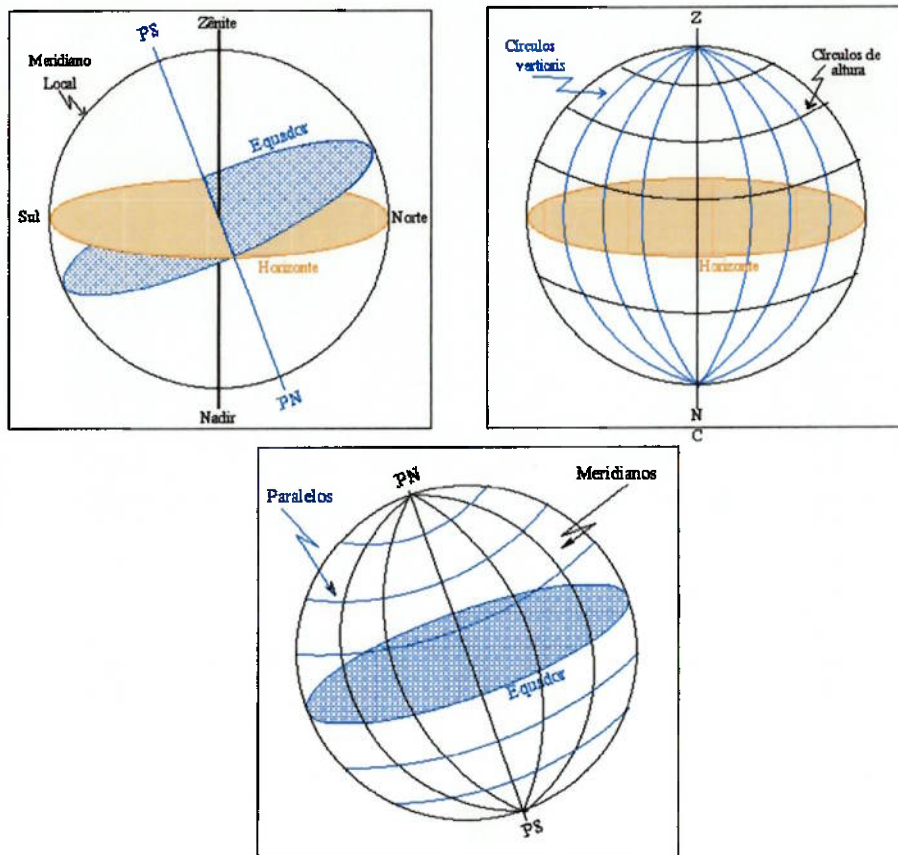 PS
Zênite
Meridiano
Local
Equador
Sul
Norte
Horizonte
PN
Nadir
Z
Círculos
verticais
Círculos de
altura
Horizonte
N
C
PN
Paralelos
Meridianos
Equador
PS